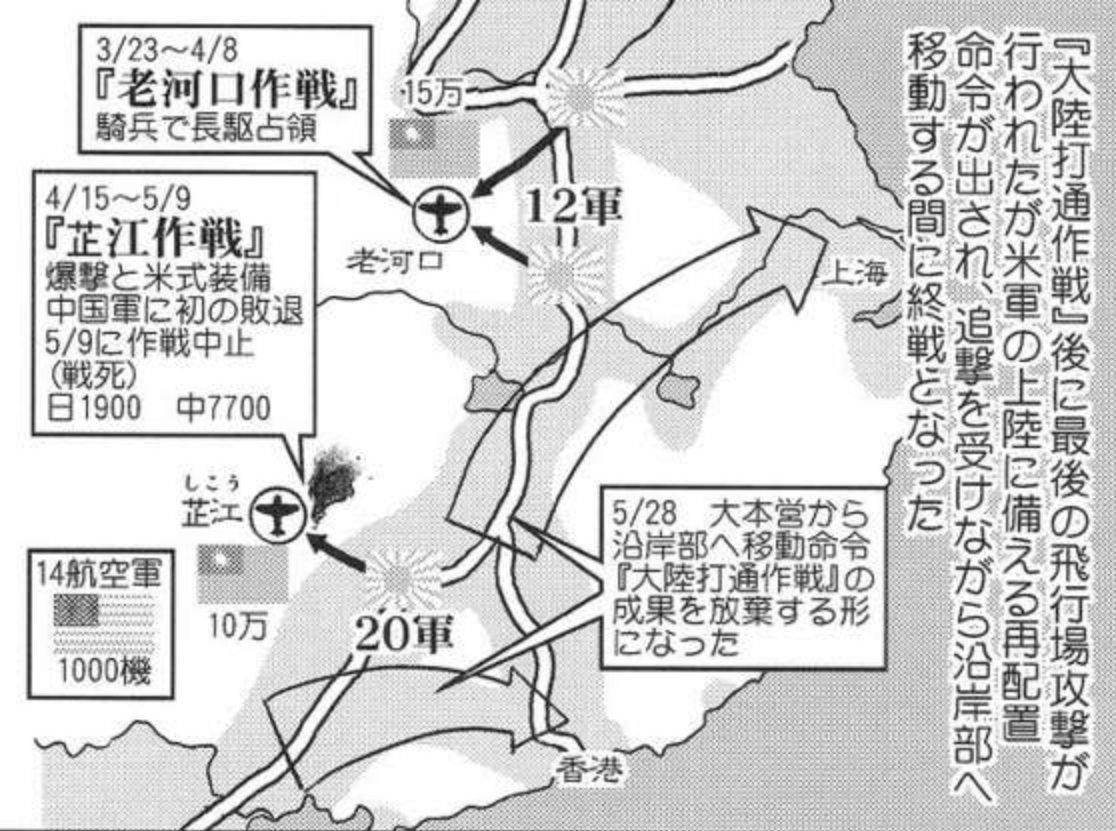 『大陸打通作戦』後に最後の飛行場攻撃が
行われたが米軍の上陸に備える再配置
命令が出され、追撃を受けながら沿岸部へ
移動する間に終戦となった
3/23～4/8
『老河口作戦』
騎兵で長駆占領
15万
12軍
老河口
上海
4/15～5/9
『芷江作戦』
爆撃と米式装備
中国軍に初の敗退
5/9に作戦中止
(戦死)
日1900 中7700
しこう
芷江
10万
14航空軍
1000機
20軍
5/28 大本営から
沿岸部へ移動命令
『大陸打通作戦』の
成果を放棄する形
になった
香港